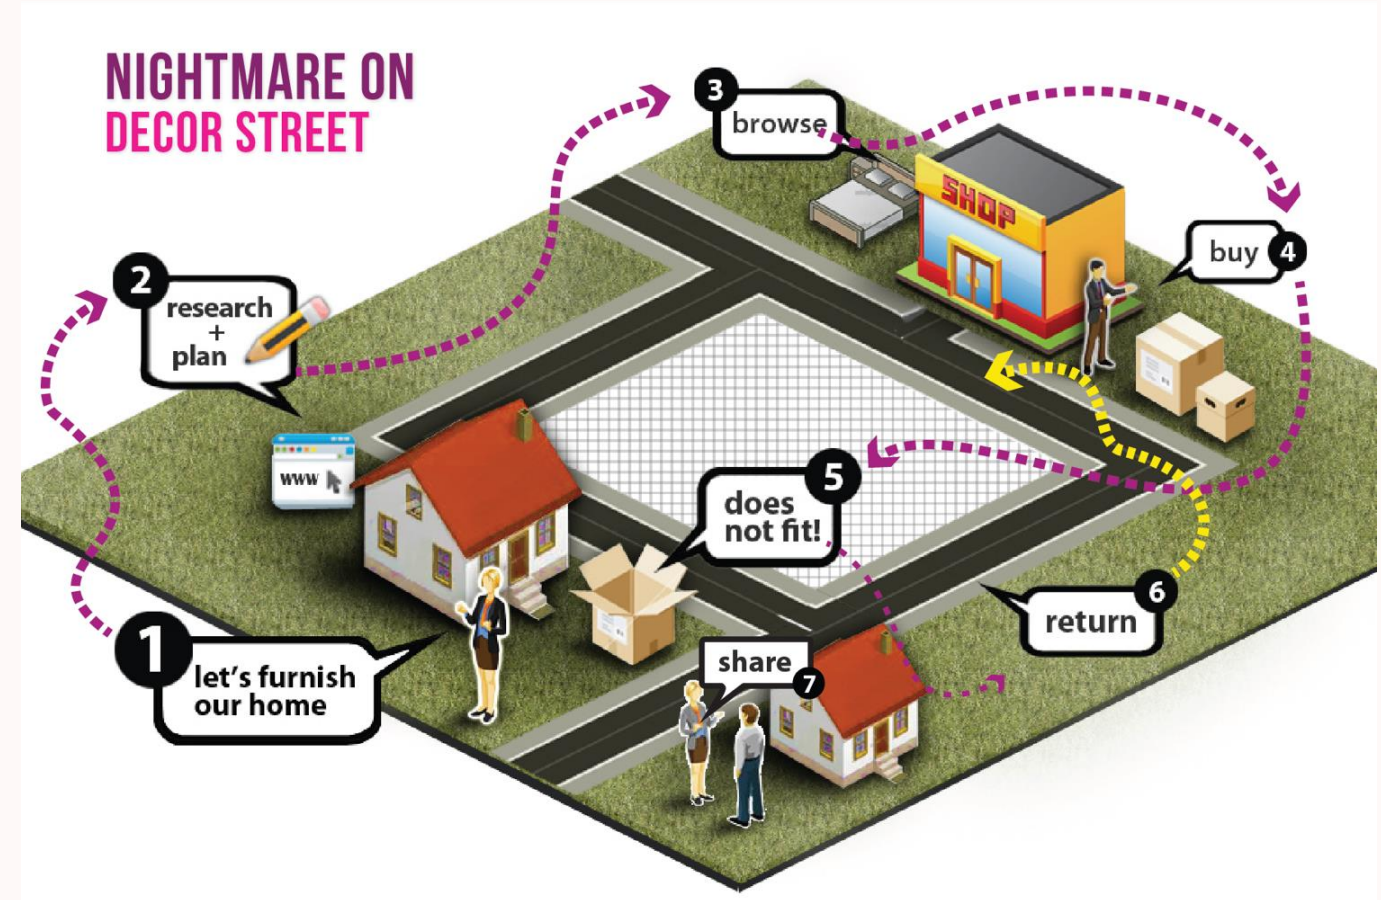 NIGHTMARE ON
DECOR STREET
1
let's furnish
our home
2
research
+
plan
www
3
browse
SHOP
buy 4
5
does
not fit!
6
return
share
7